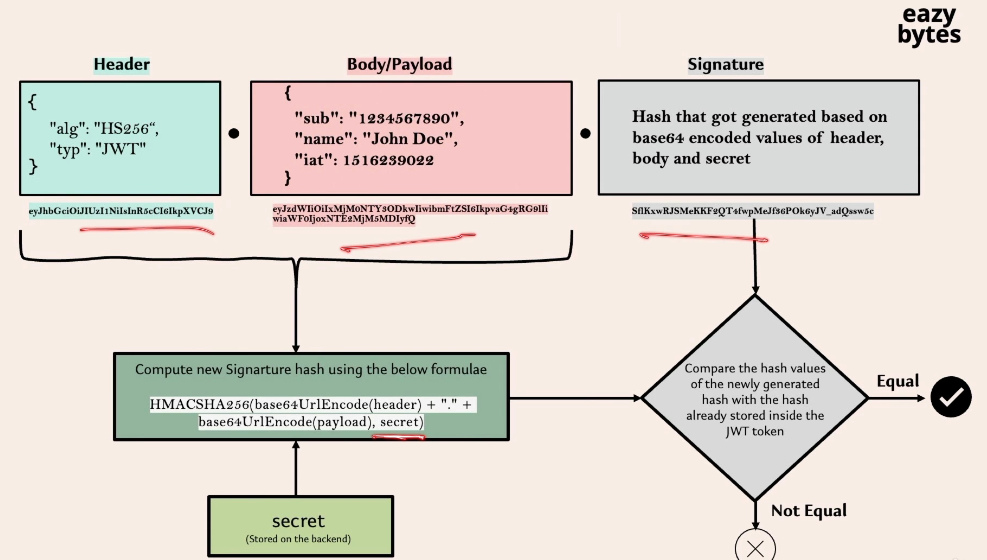 eazy
bytes
Header
Body/Payload
Signature
{
"alg": "HS256“,
"typ": "JWT"
}
{
"sub": "1234567890",
"name": "John Doe",
"iat": 1516239022
}
Hash that got generated based on
base64 encoded values of header,
body and secret
eyJhbGciOiJIUzI1NiIsInR5cCI6IkpXVCJ9
eyJzdWIiOiIxMjM0NTY3ODkwIiwibmFtZSI6IkpvaG4gRG9lIi
wiaWF0IjoxNTE2MjM5MDIyfQ
SflKxwRJSMeKKF2QT4fwpMeJf36POk6yJV_adQssw5c
Compute new Signarture hash using the below formulae
HMACSHA256(base64UrlEncode(header) + "." +
base64UrlEncode(payload), secret)
Compare the hash values
of the newly generated
hash with the hash
already stored inside the
JWT token
Equal
Not Equal
secret
(Stored on the backend)